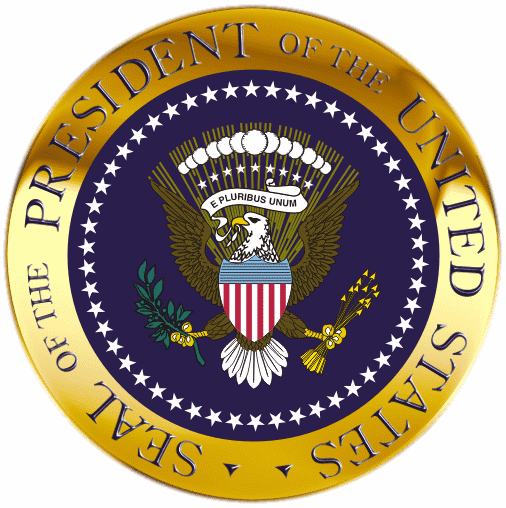 SEAL OF THE PRESIDENT OF THE UNITED STATES
E PLURIBUS UNUM